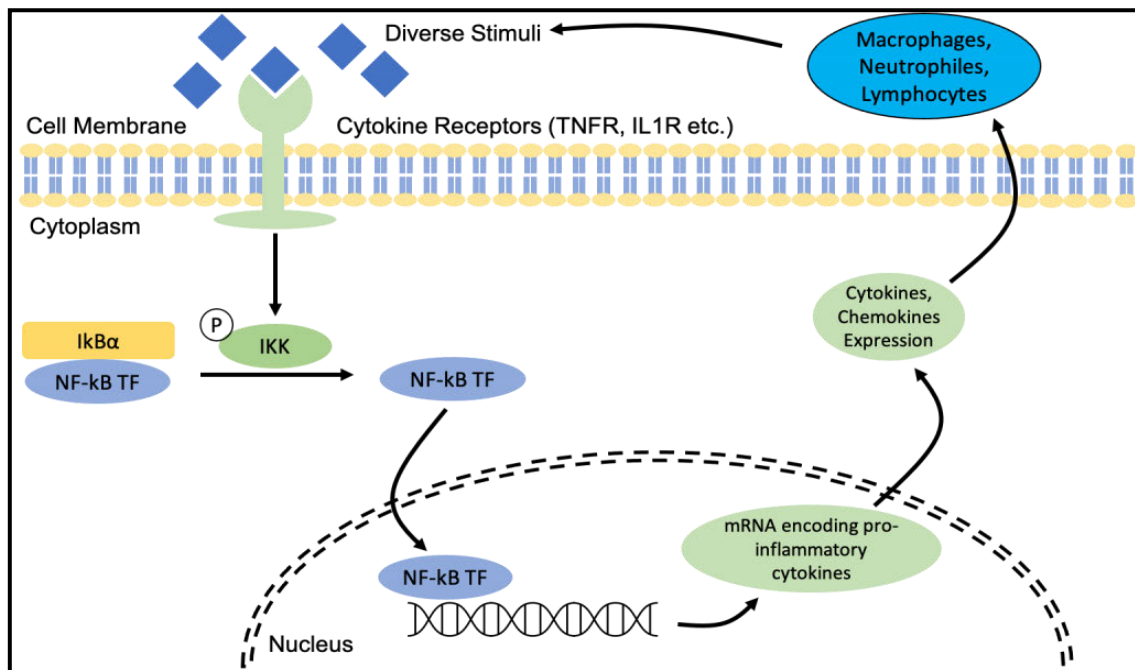 Diverse Stimuli
Macrophages,
Neutrophiles,
Lymphocytes
Cell Membrane
Cytokine Receptors (TNFR, IL1R etc.)
Cytoplasm
Cytokines,
Chemokines
Expression
P
IkBα
IKK
NF-kB TF
NF-kB TF
mRNA encoding pro-
inflammatory
cytokines
NF-kB TF
Nucleus